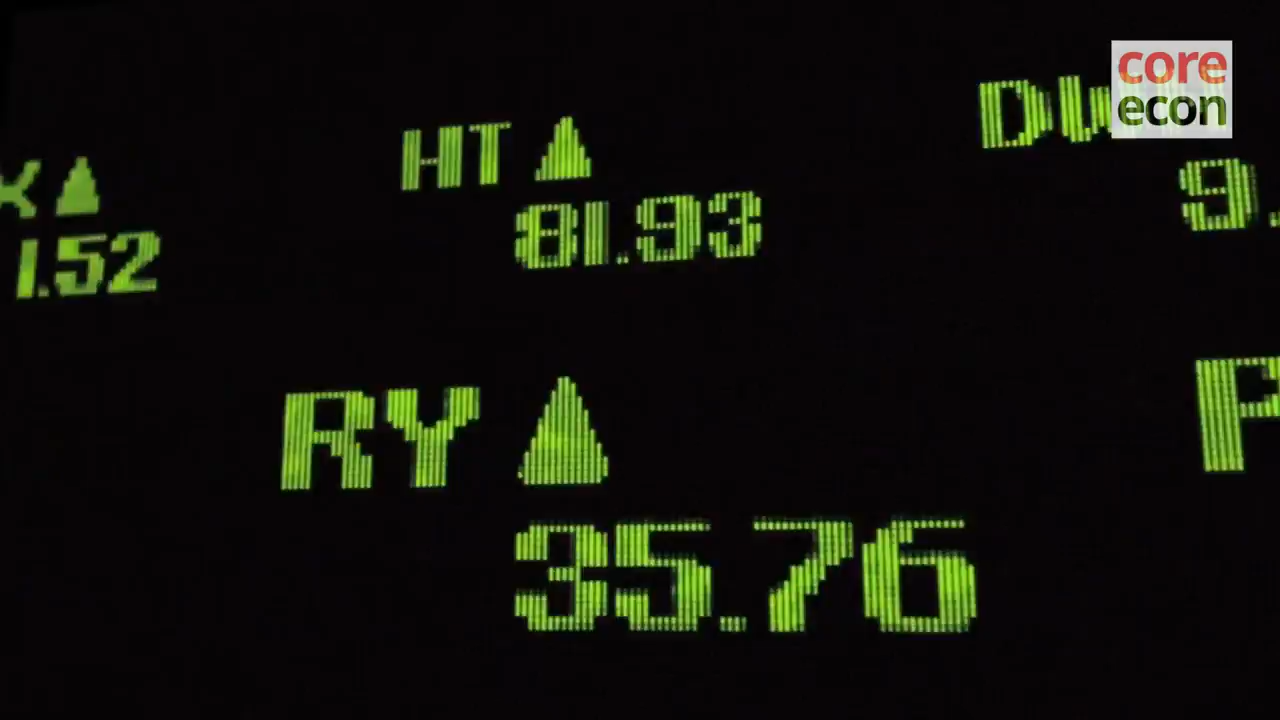 HT ▲
81.93
1.52
RY ▲
35.76
core
econ